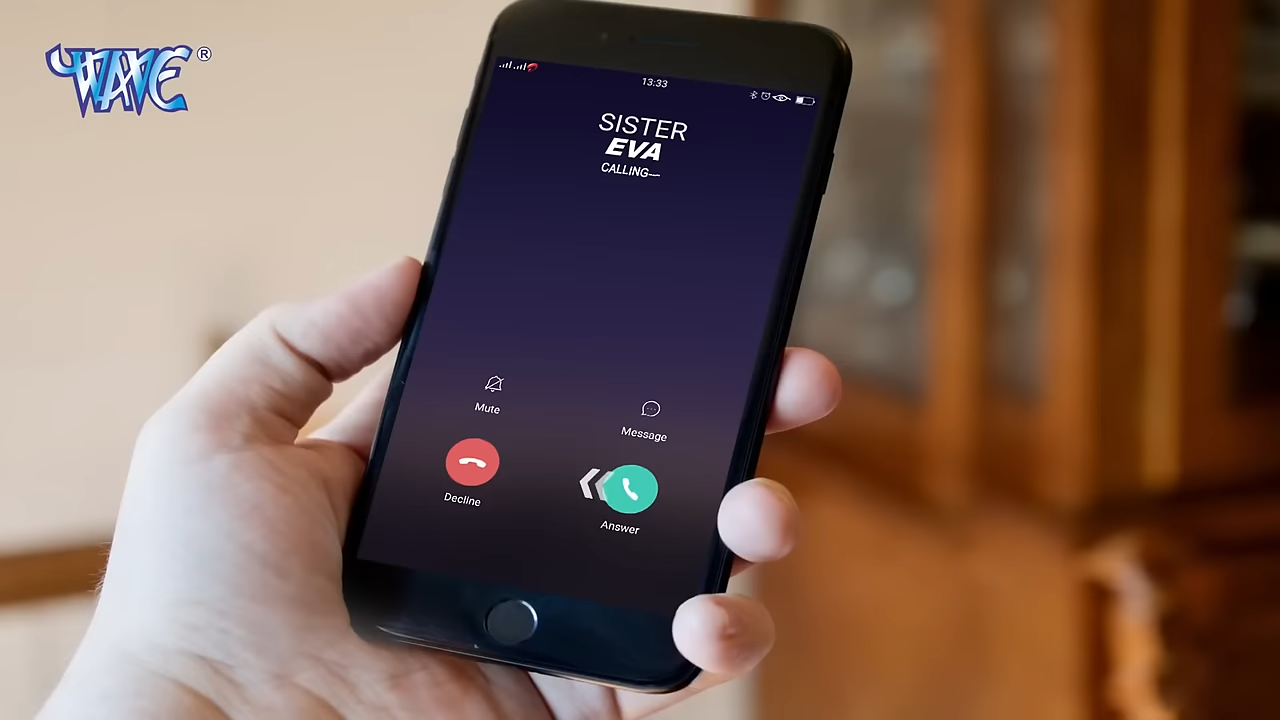 WAVE ®
13:33
SISTER
EVA
CALLING
Mute
Message
Decline
Answer